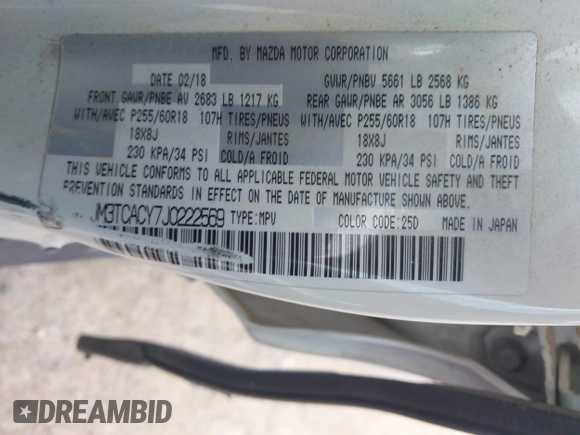 MFD. BY MAZDA MOTOR CORPORATION
DATE 02/18 GVWR/PNBV 5661 LB 2568 KG
FRONT GAWR/PNBE AV 2683 LB 1217 KG REAR GAWR/PNBE AR 3056 LB 1386 KG
WITH/AVEC P255/60R18 107H TIRES/PNEUS WITH/AVEC P255/60R18 107H TIRES/PNEUS
18X8J RIMS/JANTES 18X8J RIMS/JANTES
230 KPA/34 PSI COLD/A FROID 230 KPA/34 PSI COLD/A FROID
THIS VEHICLE CONFORMS TO ALL APPLICABLE FEDERAL MOTOR VEHICLE SAFETY AND THEFT
PREVENTION STANDARDS IN EFFECT ON THE DATE OF MANUFACTURE SHOWN ABOVE.
JM3TCACY7J0222569 TYPE:MPV COLOR CODE:25D MADE IN JAPAN
DREAMBID